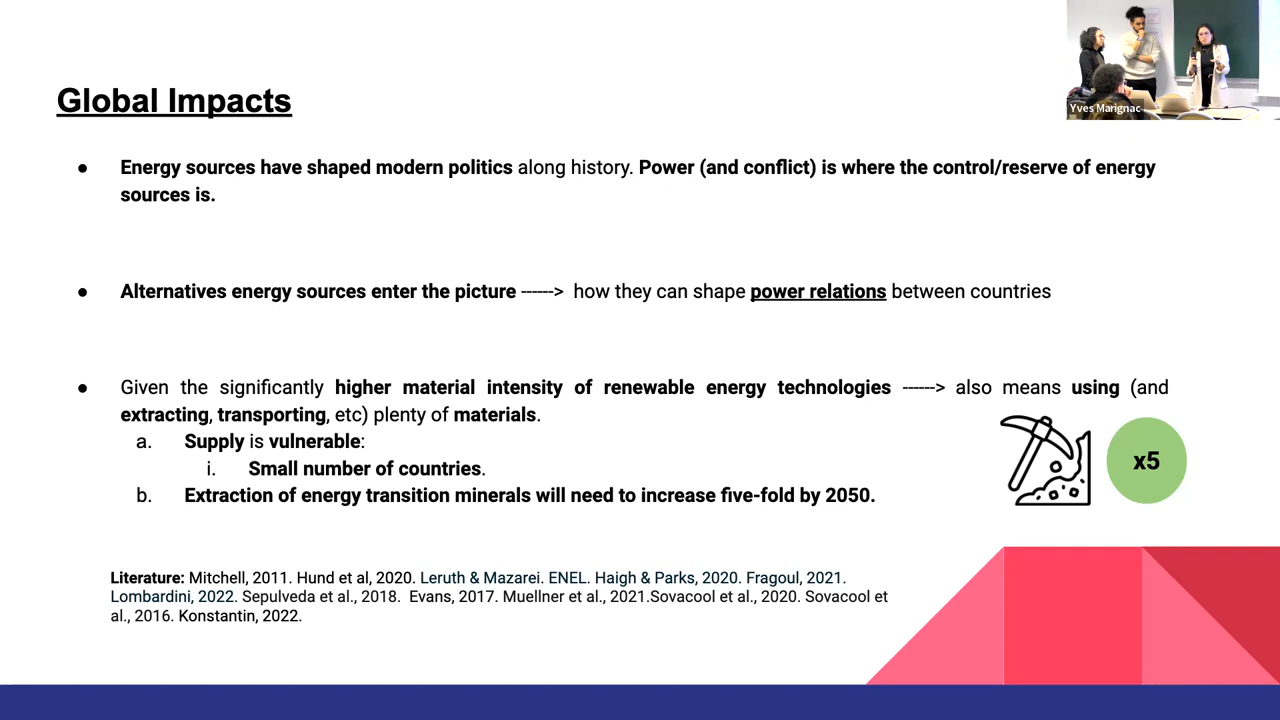 Yves Marignac
Global Impacts
● Energy sources have shaped modern politics along history. Power (and conflict) is where the control/reserve of energy
sources is.
● Alternatives energy sources enter the picture ------> how they can shape power relations between countries
● Given the significantly higher material intensity of renewable energy technologies ------> also means using (and
extracting, transporting, etc) plenty of materials.
a. Supply is vulnerable:
i. Small number of countries.
b. Extraction of energy transition minerals will need to increase five-fold by 2050.
x5
Literature: Mitchell, 2011. Hund et al, 2020. Leruth & Mazarei. ENEL. Haigh & Parks, 2020. Fragoul, 2021.
Lombardini, 2022. Sepulveda et al., 2018. Evans, 2017. Muellner et al., 2021.Sovacool et al., 2020. Sovacool et
al., 2016. Konstantin, 2022.